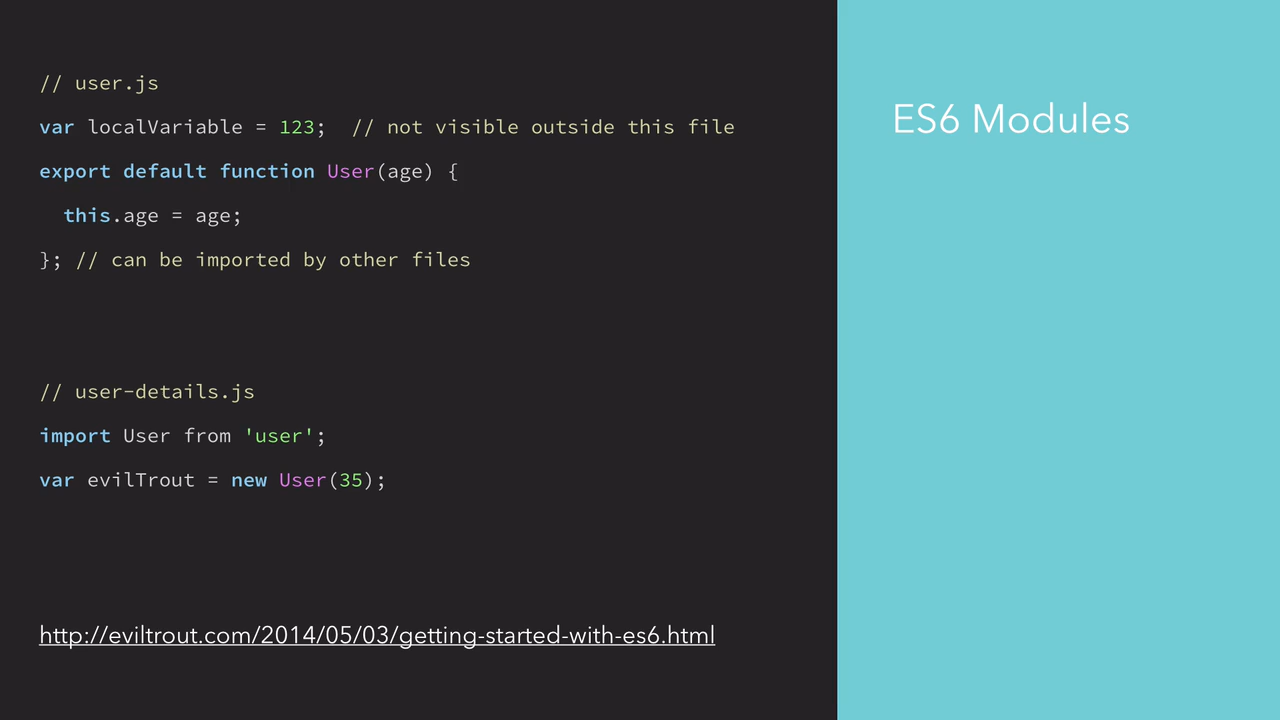 // user.js
var localVariable = 123;  // not visible outside this file
export default function User(age) {
  this.age = age;
}; // can be imported by other files
// user-details.js
import User from 'user';
var evilTrout = new User(35);
http://eviltrout.com/2014/05/03/getting-started-with-es6.html
ES6 Modules